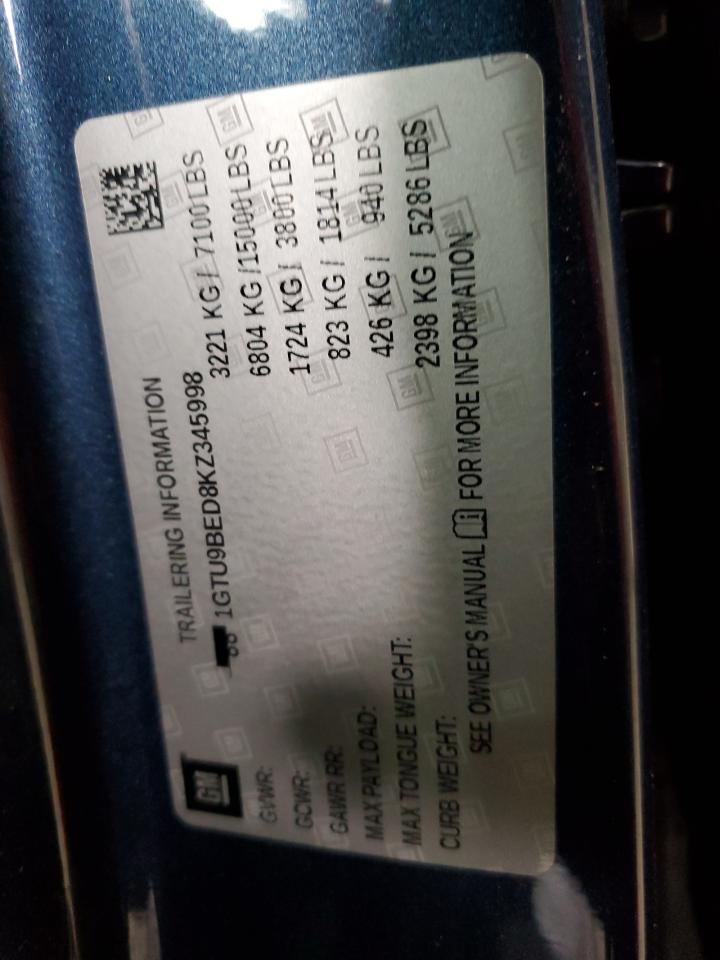 GM
TRAILERING INFORMATION
1GTU9BED8KZ345998
GVWR: 3221 KG / 7100 LBS
GCWR: 6804 KG /15000 LBS
GAWR RR: 1724 KG / 3800 LBS
MAX PAYLOAD: 823 KG / 1814 LBS
MAX TONGUE WEIGHT: 426 KG / 940 LBS
CURB WEIGHT: 2398 KG / 5286 LBS
SEE OWNER'S MANUAL FOR MORE INFORMATION